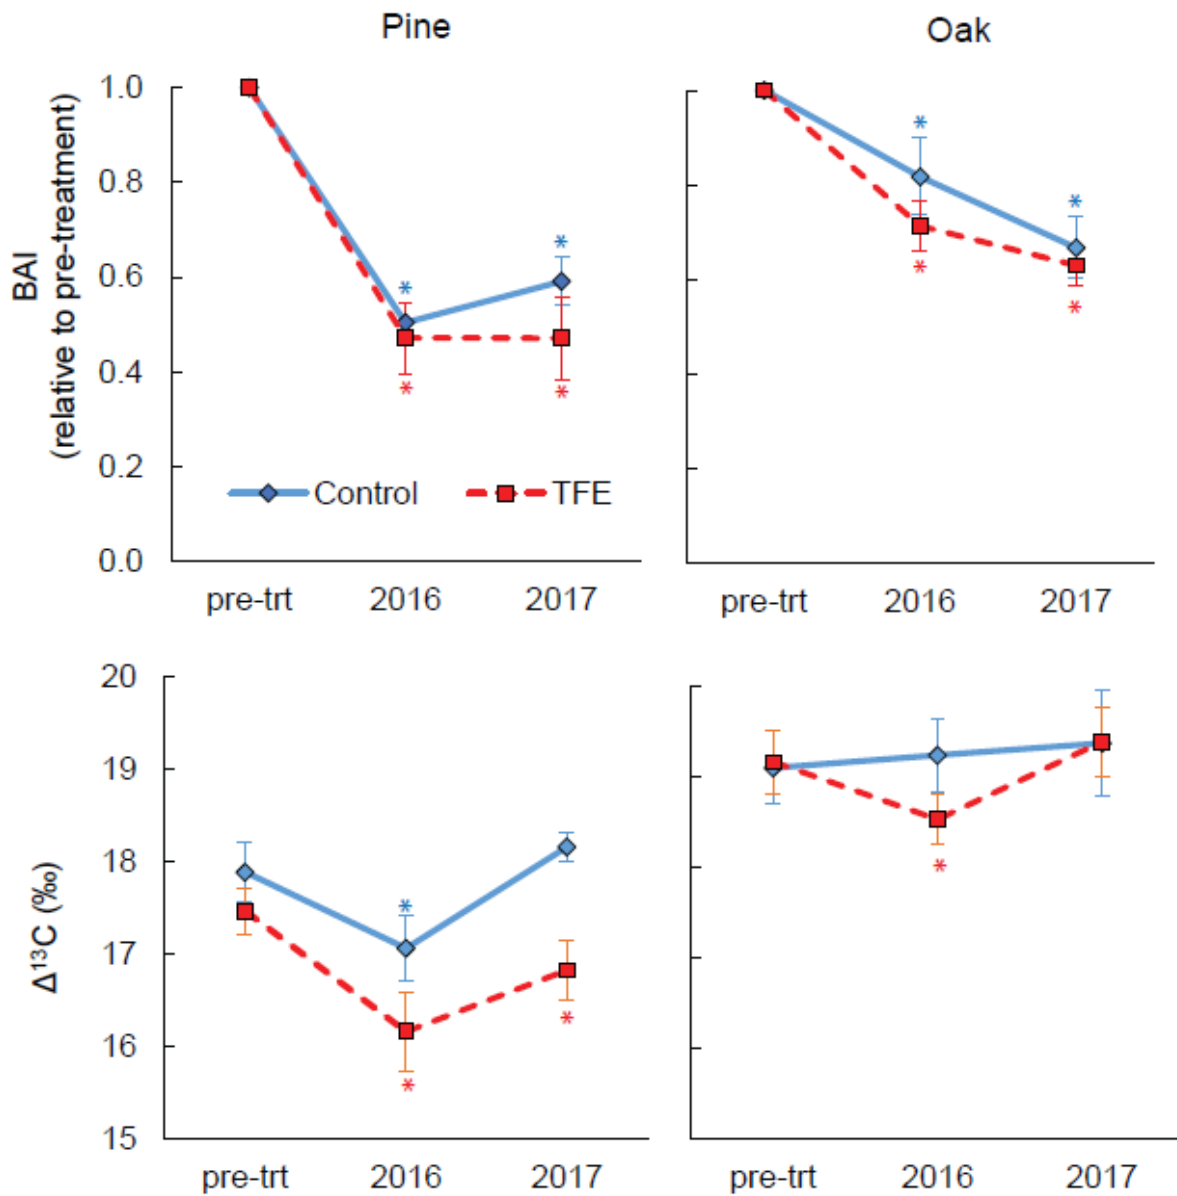 Pine
Oak
BAI
(relative to pre-treatment)
1.0
0.8
0.6
0.4
0.2
0.0
*
*
*
*
*
*
*
*
Control
TFE
pre-trt 2016 2017
pre-trt 2016 2017
Δ¹³C (‰)
20
19
18
17
16
15
*
*
*
*
pre-trt 2016 2017
pre-trt 2016 2017